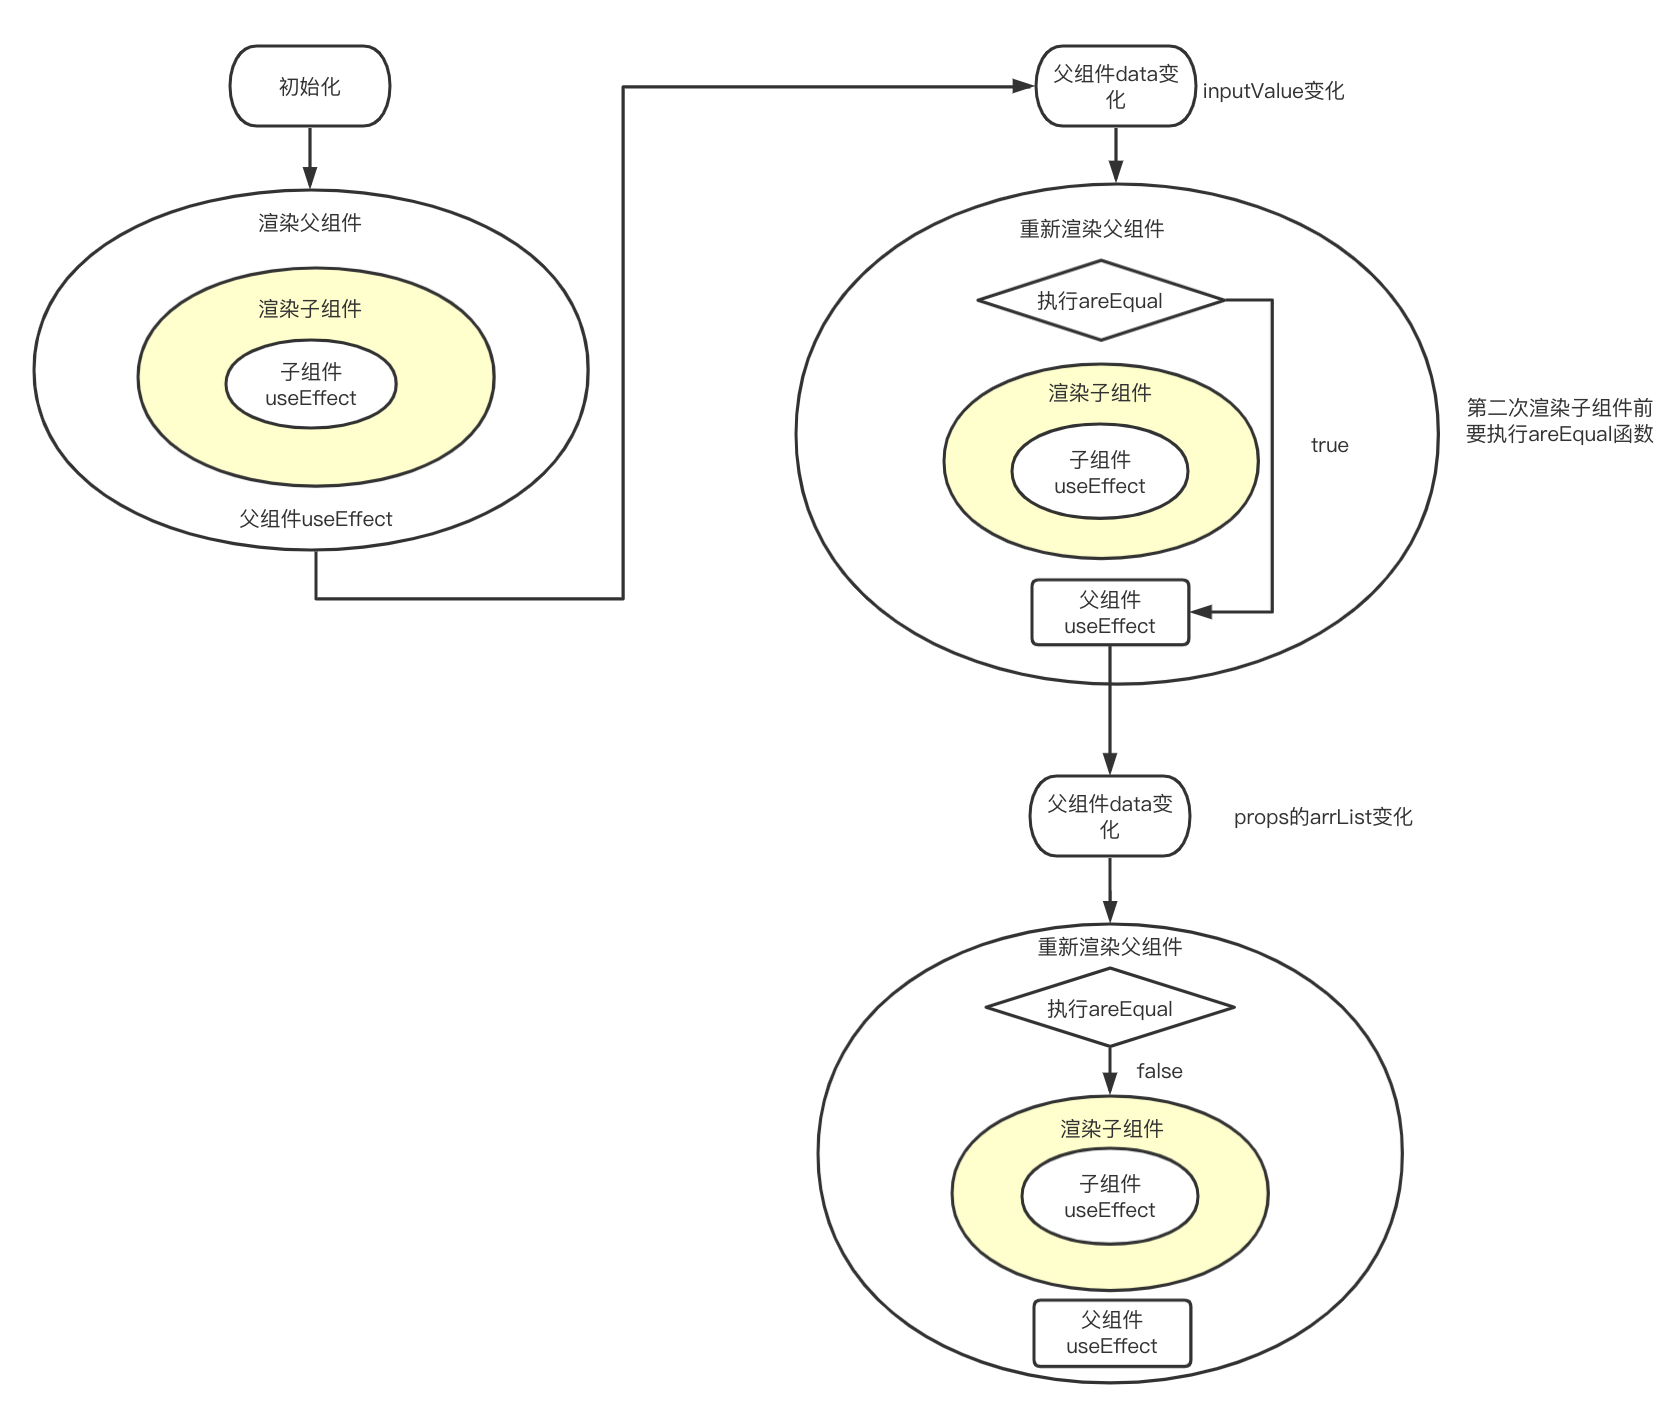 初始化
渲染父组件
渲染子组件
子组件
useEffect
父组件useEffect
父组件data变
化
inputValue变化
重新渲染父组件
执行areEqual
渲染子组件
子组件
useEffect
true
父组件
useEffect
第二次渲染子组件前
要执行areEqual函数
父组件data变
化
props的arrList变化
重新渲染父组件
执行areEqual
false
渲染子组件
子组件
useEffect
父组件
useEffect